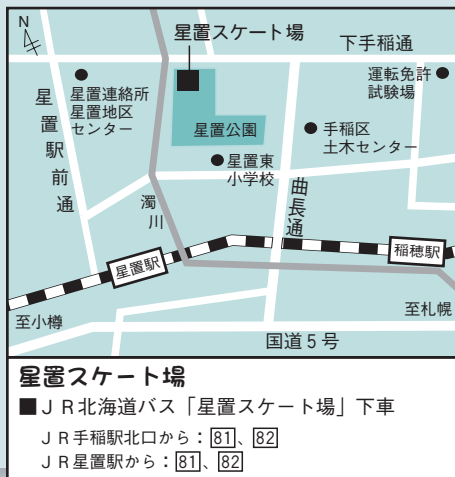 N
星置スケート場
下手稲通
運転免許
試験場
星置連絡所
星置地区
センター
星置駅前通
星置公園
手稲区
土木センター
星置東
小学校
濁川
曲長通
星置駅
稲穂駅
至小樽
至札幌
国道5号
星置スケート場
■ＪＲ北海道バス「星置スケート場」下車
ＪＲ手稲駅北口から：81、82
ＪＲ星置駅から：81、82